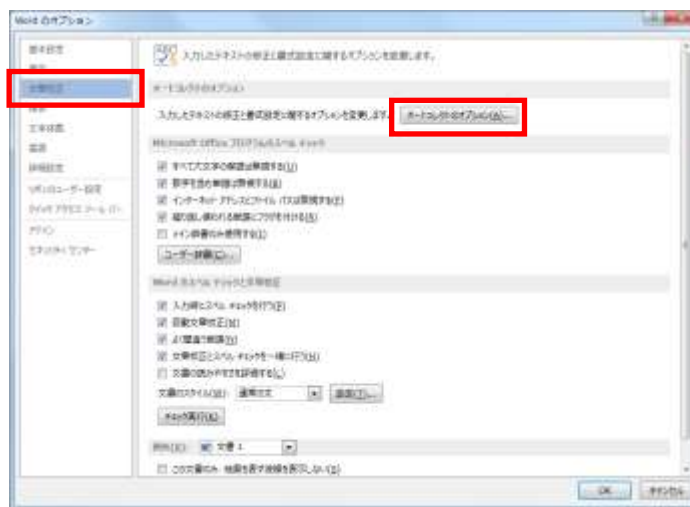 Word のオプション
基本設定
表示
文章校正
保存
文字体裁
言語
詳細設定
リボンのユーザー設定
クイック アクセス ツール バー
アドイン
セキュリティ センター
入力したテキストの修正と書式設定に関するオプションを変更します。
オートコレクトのオプション
入力したテキストの修正と書式設定に関するオプションを変更します。 オートコレクトのオプション(A)...
Microsoft Office プログラムのスペル チェック
すべて大文字の単語は無視する(U)
数字を含む単語は無視する(B)
インターネット アドレスとファイル パスは無視する(F)
繰り返し使われる単語にフラグを付ける(R)
メイン辞書のみ使用する(I)
ユーザー辞書(C)...
Word のスペル チェックと文章校正
入力時にスペル チェックを行う(P)
自動文章校正(M)
よく間違う単語(N)
文章校正とスペル チェックを一緒に行う(H)
文書の読みやすさを評価する(L)
文書のスタイル(W): 通常の文 設定(T)...
チェック実行(K)
例外(X): 文書 1
この文書のみ、結果を表す波線を表示しない(S)
OK キャンセル